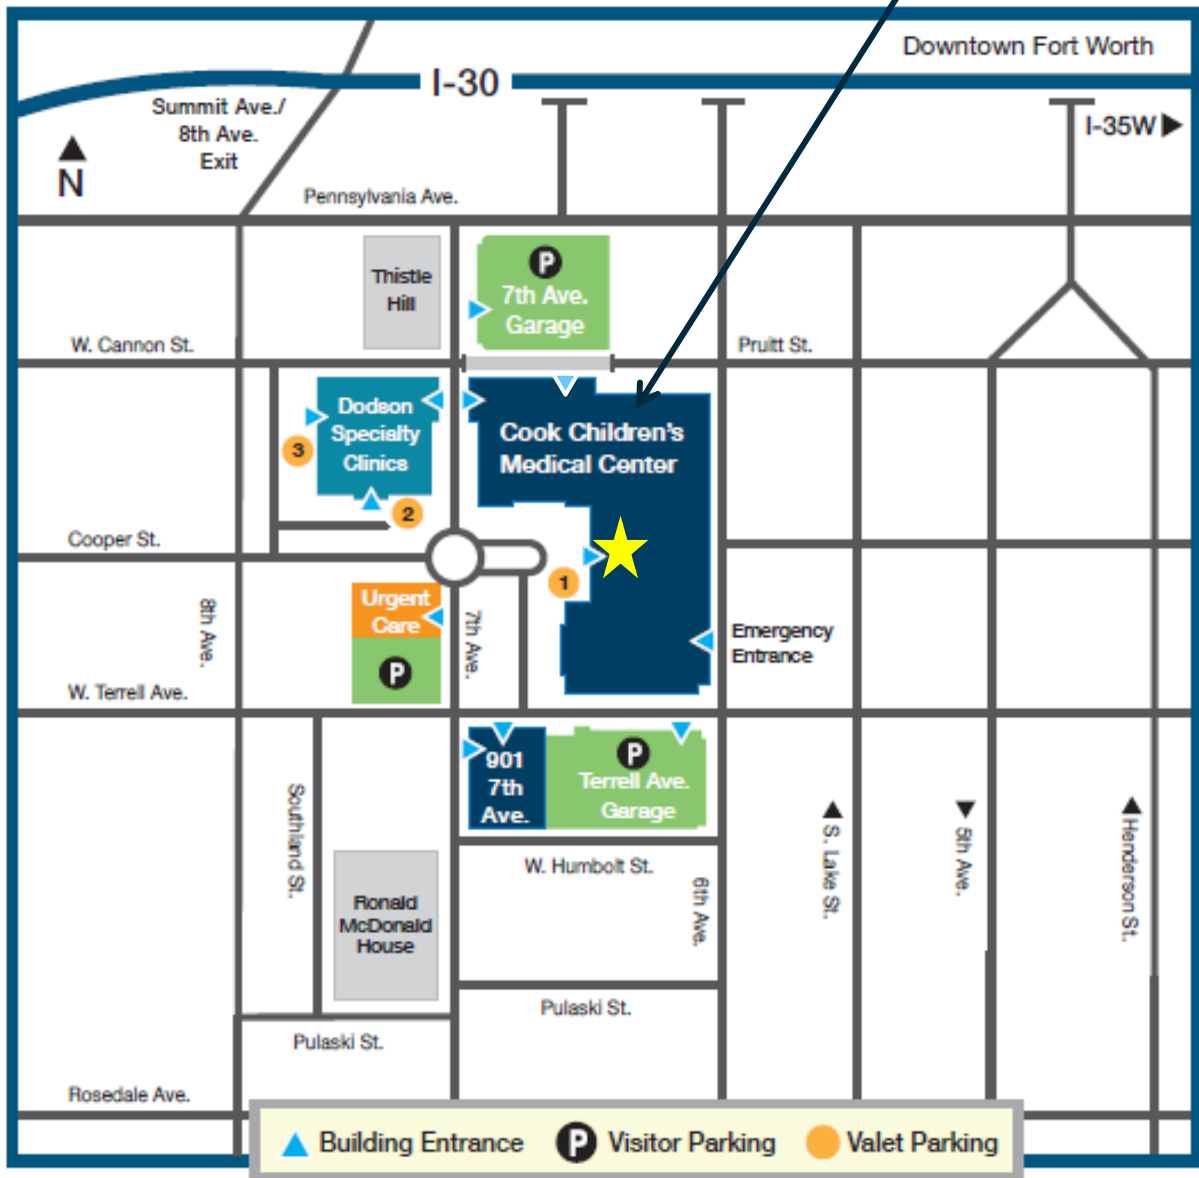 Downtown Fort Worth
I-30
Summit Ave./
8th Ave.
Exit
I-35W
N
Pennsylvania Ave.
Thistle
Hill
P
7th Ave.
Garage
W. Cannon St.
Pruitt St.
Dodson
Specialty
Clinics
3
2
Cook Children's
Medical Center
Cooper St.
1
Urgent
Care
P
8th Ave.
7th Ave.
Emergency
Entrance
W. Terrell Ave.
901
7th
Ave.
P
Terrell Ave.
Garage
Southland St.
W. Humbolt St.
6th Ave.
S. Lake St.
5th Ave.
Henderson St.
Ronald
McDonald
House
Pulaski St.
Pulaski St.
Rosedale Ave.
Building Entrance
P Visitor Parking
Valet Parking